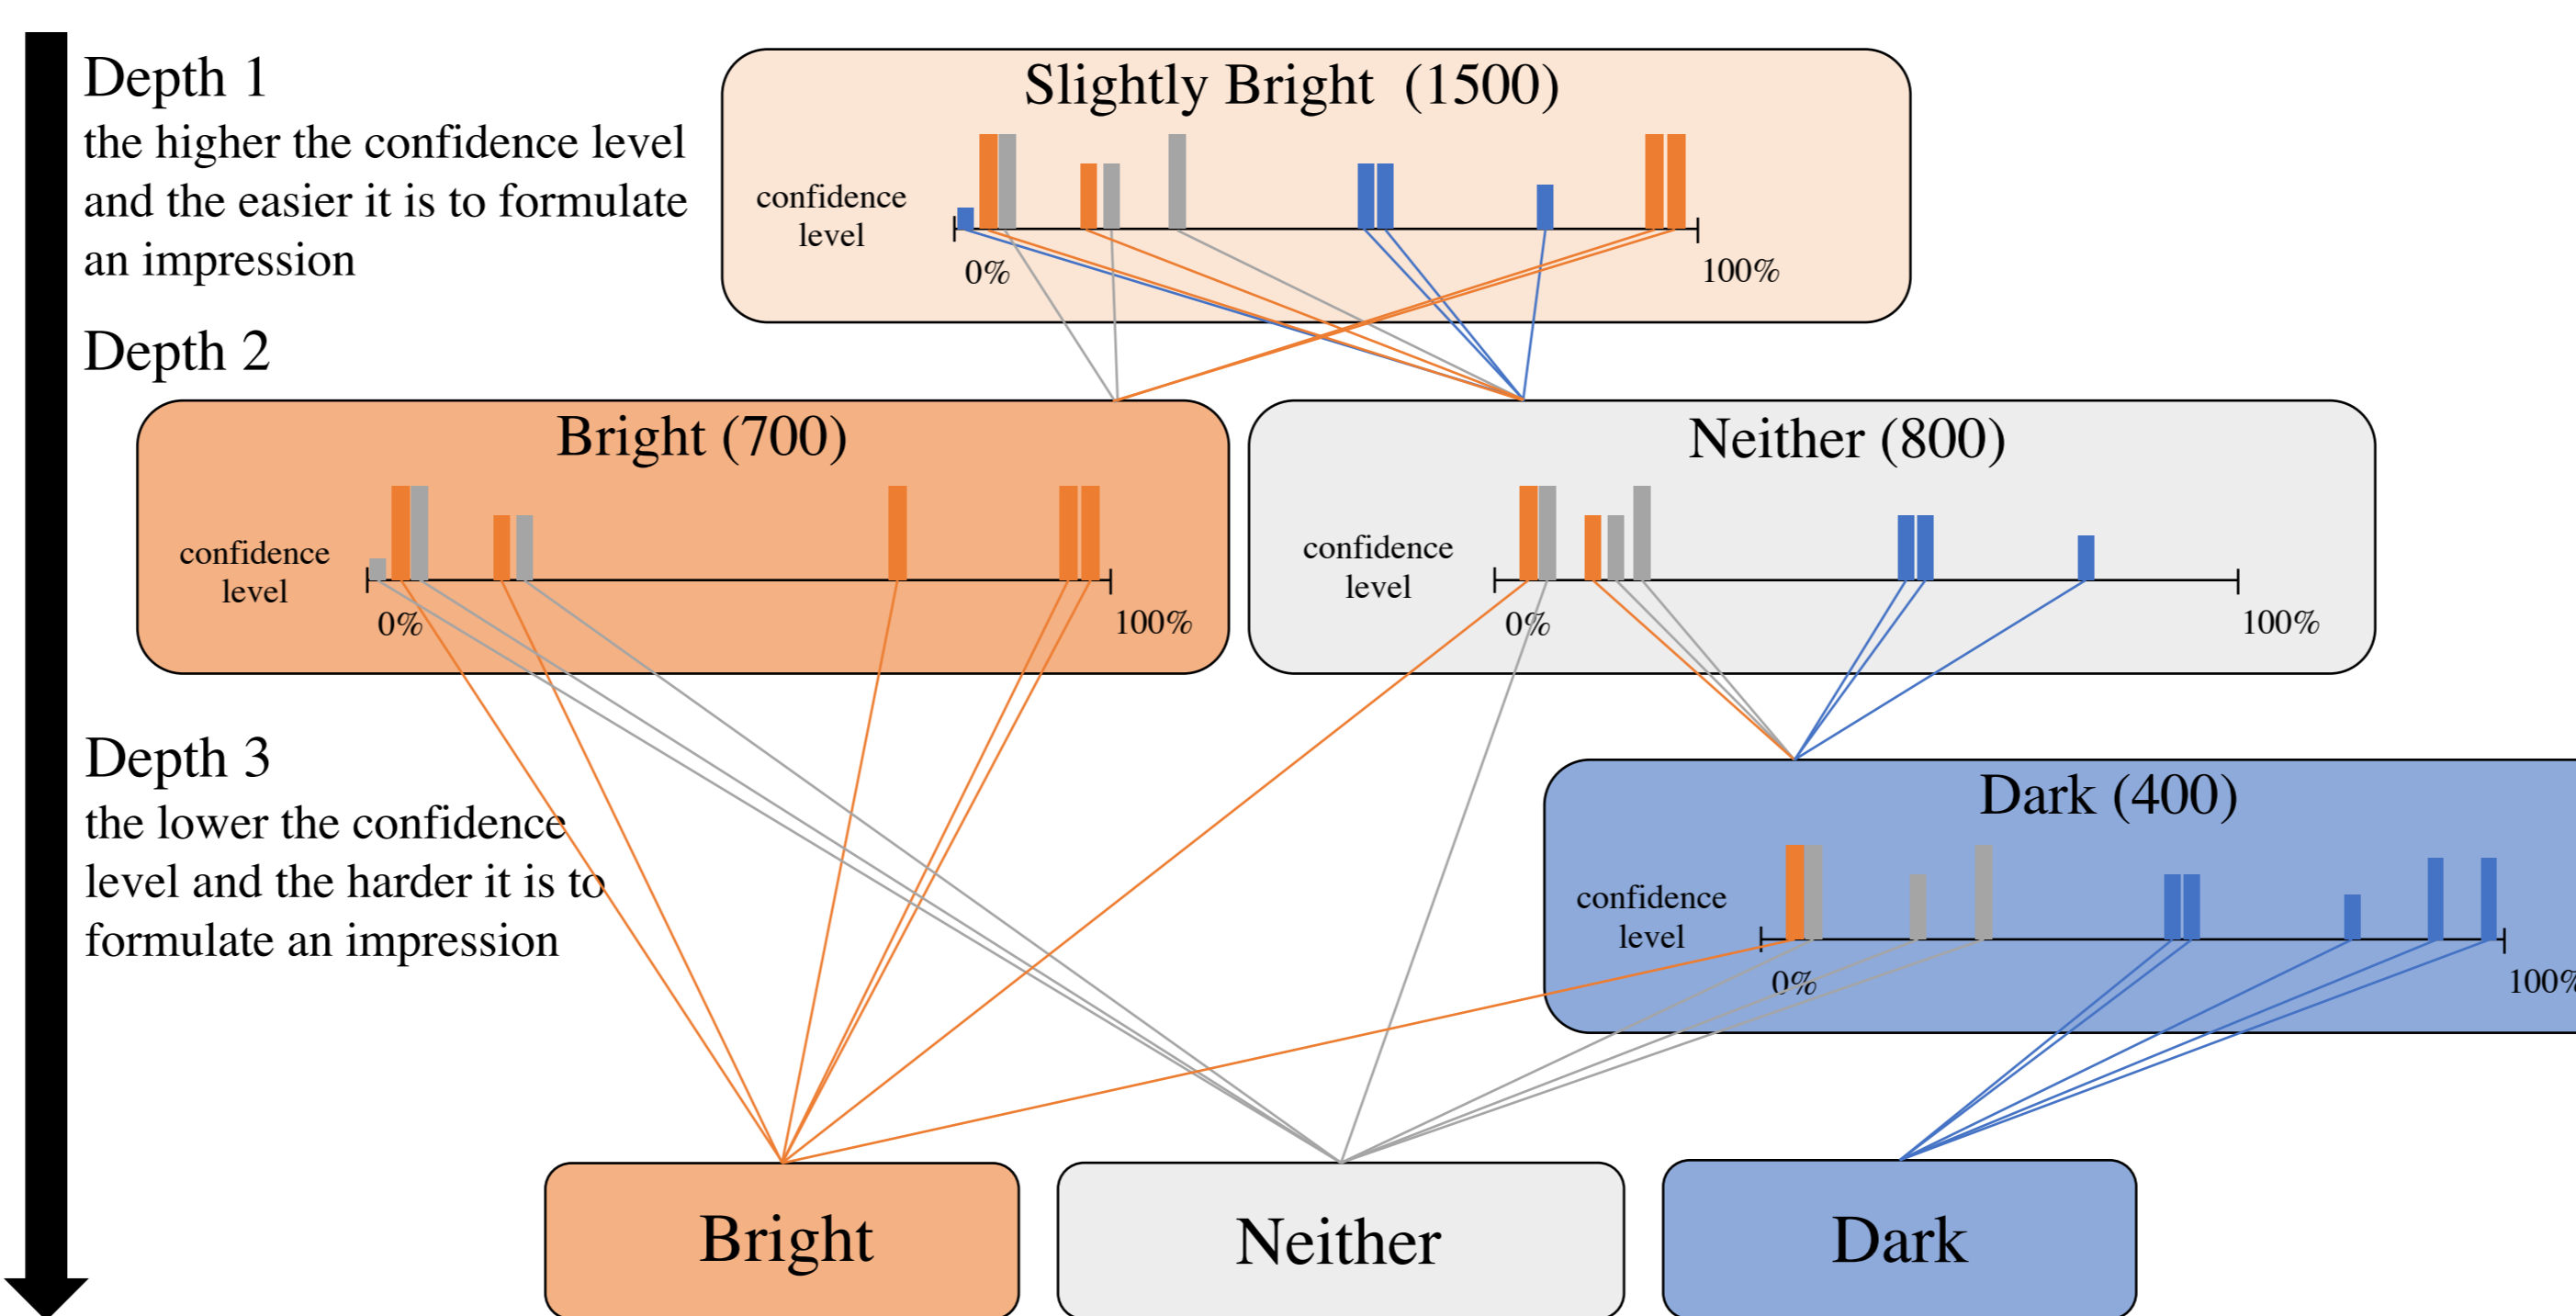 Depth 1
the higher the confidence level
and the easier it is to formulate
an impression
Slightly Bright (1500)
confidence
level
0%
100%
Depth 2
Bright (700)
confidence
level
0%
100%
Neither (800)
confidence
level
0%
100%
Depth 3
the lower the confidence
level and the harder it is to
formulate an impression
Dark (400)
confidence
level
0%
100%
Bright
Neither
Dark